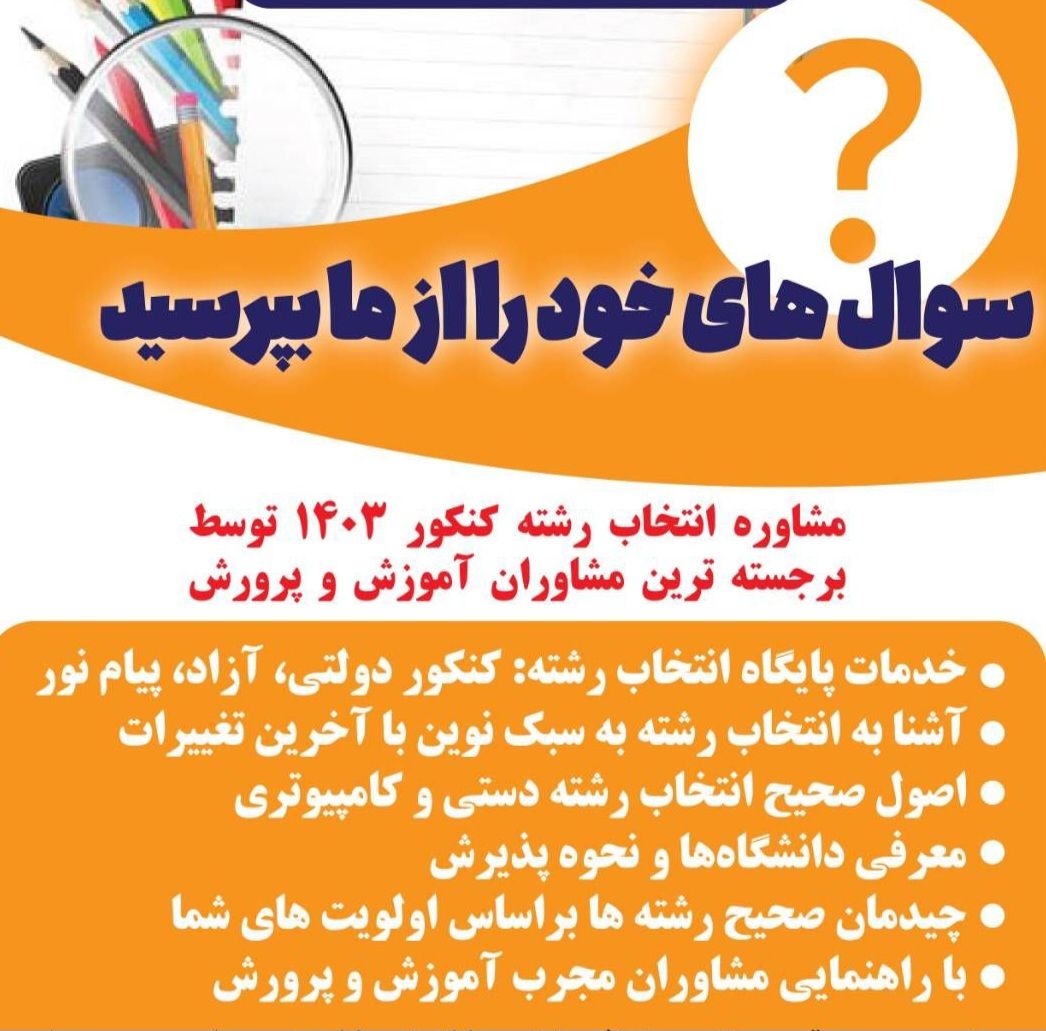 ?
سوال های خود را از ما بپرسید
مشاوره انتخاب رشته کنکور ۱۴۰۳ توسط
برجسته ترین مشاوران آموزش و پرورش
● خدمات پایگاه انتخاب رشته: کنکور دولتی، آزاد، پیام نور
● آشنا به انتخاب رشته به سبک نوین با آخرین تغییرات
● اصول صحیح انتخاب رشته دستی و کامپیوتری
● معرفی دانشگاه‌ها و نحوه پذیرش
● چیدمان صحیح رشته ها براساس اولویت های شما
● با راهنمایی مشاوران مجرب آموزش و پرورش